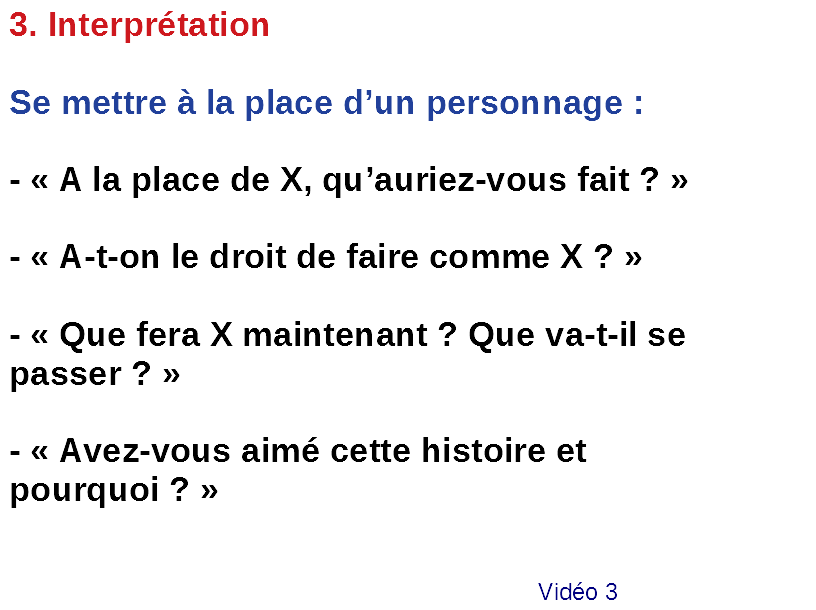 3. Interprétation
Se mettre à la place d’un personnage :
- « A la place de X, qu’auriez-vous fait ? »
- « A-t-on le droit de faire comme X ? »
- « Que fera X maintenant ? Que va-t-il se
passer ? »
- « Avez-vous aimé cette histoire et
pourquoi ? »
Vidéo 3